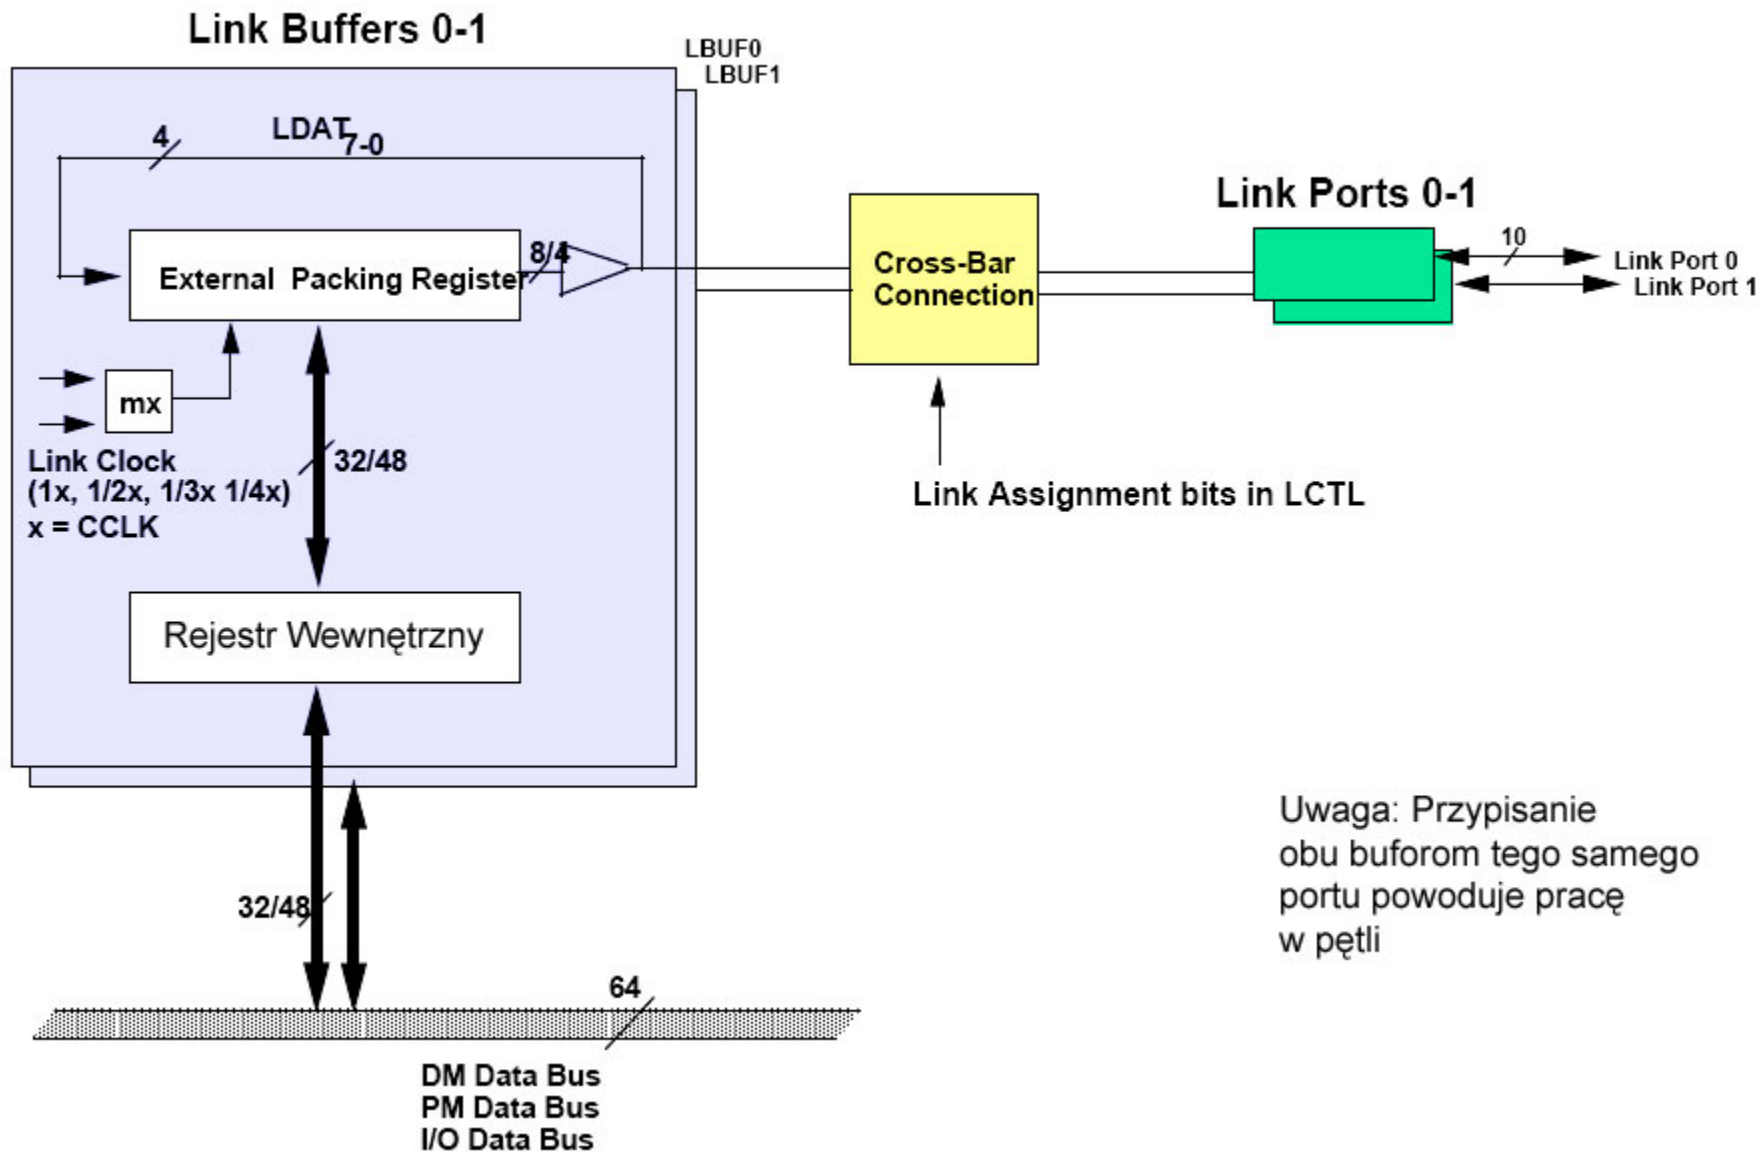 Link Buffers 0-1
LBUF0
LBUF1
4
LDAT7-0
External Packing Register
8/4
mx
Link Clock
(1x, 1/2x, 1/3x 1/4x)
x = CCLK
32/48
Rejestr Wewnętrzny
32/48
64
DM Data Bus
PM Data Bus
I/O Data Bus
Cross-Bar
Connection
Link Assignment bits in LCTL
Link Ports 0-1
10
Link Port 0
Link Port 1
Uwaga: Przypisanie
obu buforom tego samego
portu powoduje pracę
w pętli